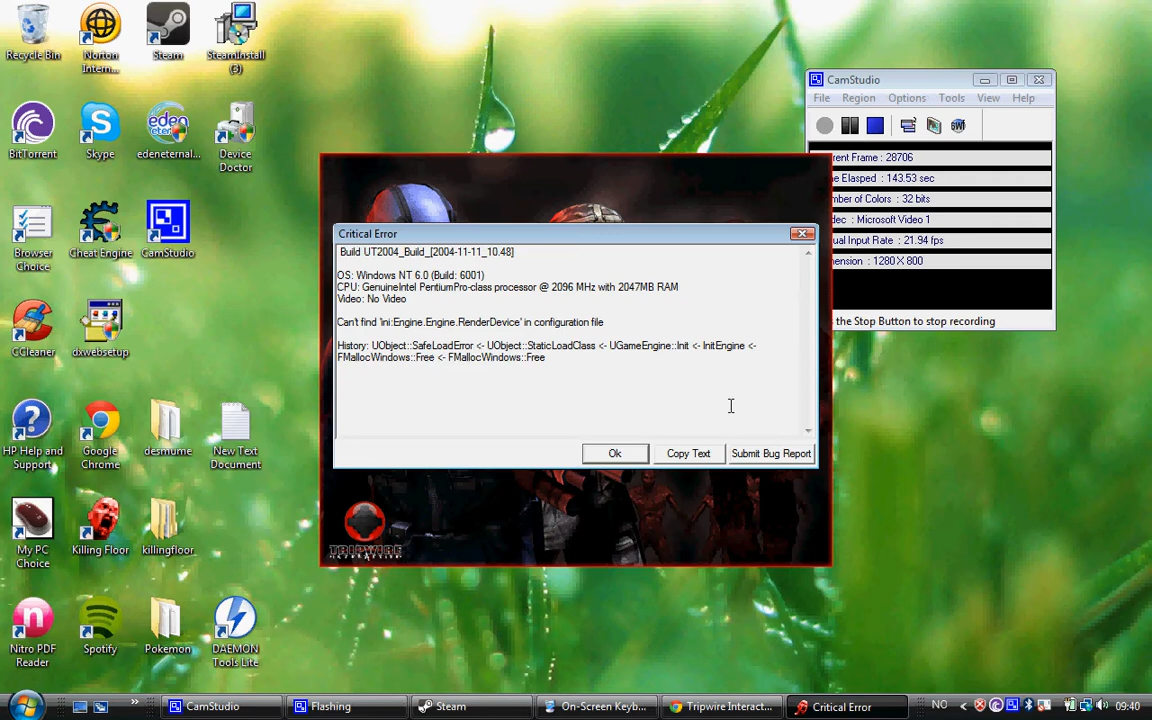 Recycle Bin
Norton
Intern...
Steam
SteamInstall
(3)
BitTorrent
Skype
edeneternal...
Device
Doctor
Browser
Choice
Cheat Engine
CamStudio
CCleaner
dxwebsetup
HP Help and
Support
Google
Chrome
desmume
New Text
Document
My PC
Choice
Killing Floor
killingfloor
Nitro PDF
Reader
Spotify
Pokemon
DAEMON
Tools Lite
CamStudio
File Region Options Tools View Help
rent Frame : 28706
e Elasped : 143.53 sec
mber of Colors : 32 bits
dec : Microsoft Video 1
ual Input Rate : 21.94 fps
ension : 1280 X 800
the Stop Button to stop recording
Critical Error
Build UT2004_Build_[2004-11-11_10.48]
OS: Windows NT 6.0 (Build: 6001)
CPU: GenuineIntel PentiumPro-class processor @ 2096 MHz with 2047MB RAM
Video: No Video
Can't find 'ini:Engine.Engine.RenderDevice' in configuration file
History: UObject::SafeLoadError <- UObject::StaticLoadClass <- UGameEngine::Init <- InitEngine <-
FMallocWindows::Free <- FMallocWindows::Free
Ok Copy Text Submit Bug Report
TRIPWIRE
INTERACTIVE
CamStudio Flashing Steam On-Screen Keyb... Tripwire Interact... Critical Error NO 09:40